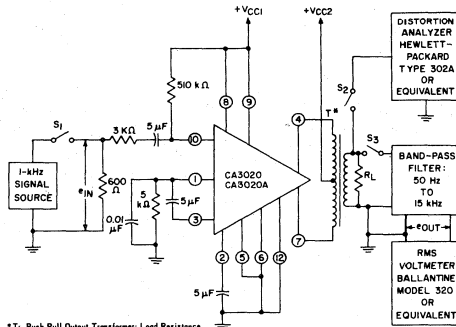 +VCC1
+VCC2
DISTORTION
ANALYZER
HEWLETT-
PACKARD
TYPE 302A
OR
EQUIVALENT
510 kΩ
8
9
S1
3 KΩ
5 μF
10
4
T*
S2
S3
1-kHz
SIGNAL
SOURCE
eIN
600
Ω
1
5
kΩ
5 μF
0.01
μF
3
CA3020
CA3020A
RL
BAND-PASS
FILTER:
50 Hz
TO
15 kHz
7
2
5
6
12
5 μF
eOUT
RMS
VOLTMETER
BALLANTINE
MODEL 320
OR
EQUIVALENT
*T: Push-Pull Output Transformer; Load Resistance